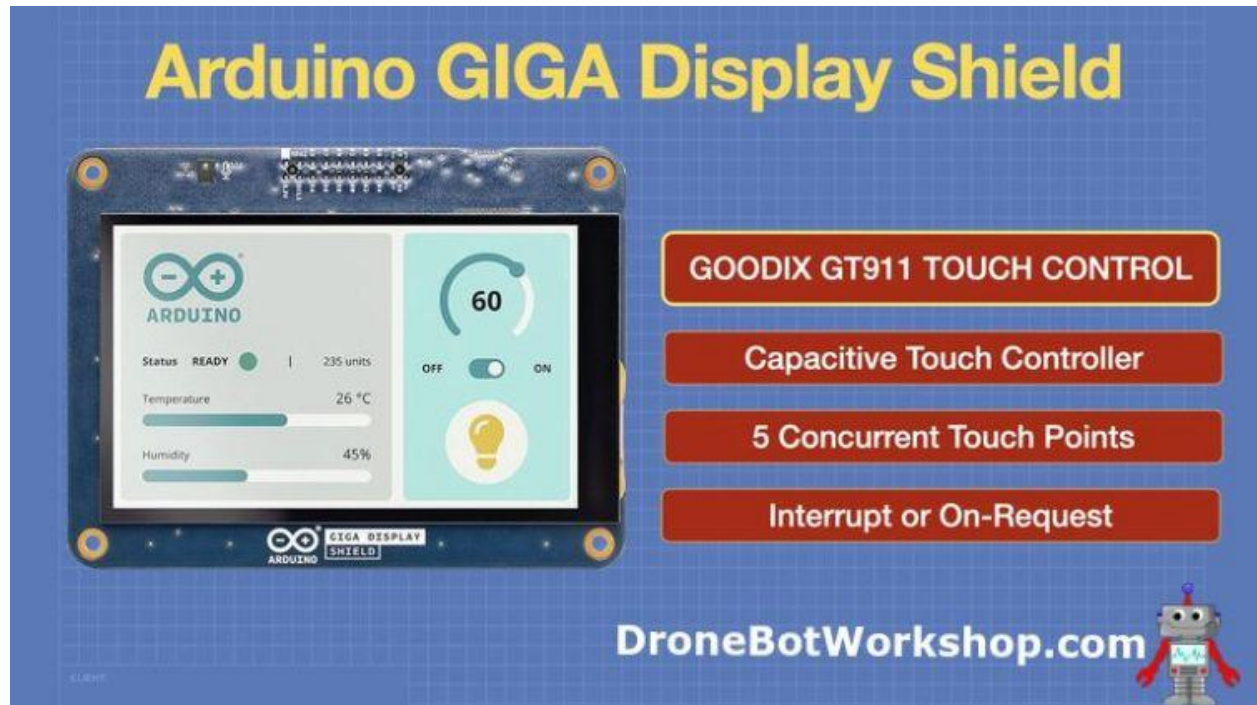 Arduino GIGA Display Shield
ARDUINO
Status READY | 235 units
Temperature 26 °C
Humidity 45%
60
OFF ON
ARDUINO
GIGA DISPLAY
SHIELD
GOODIX GT911 TOUCH CONTROL
Capacitive Touch Controller
5 Concurrent Touch Points
Interrupt or On-Request
DroneBotWorkshop.com